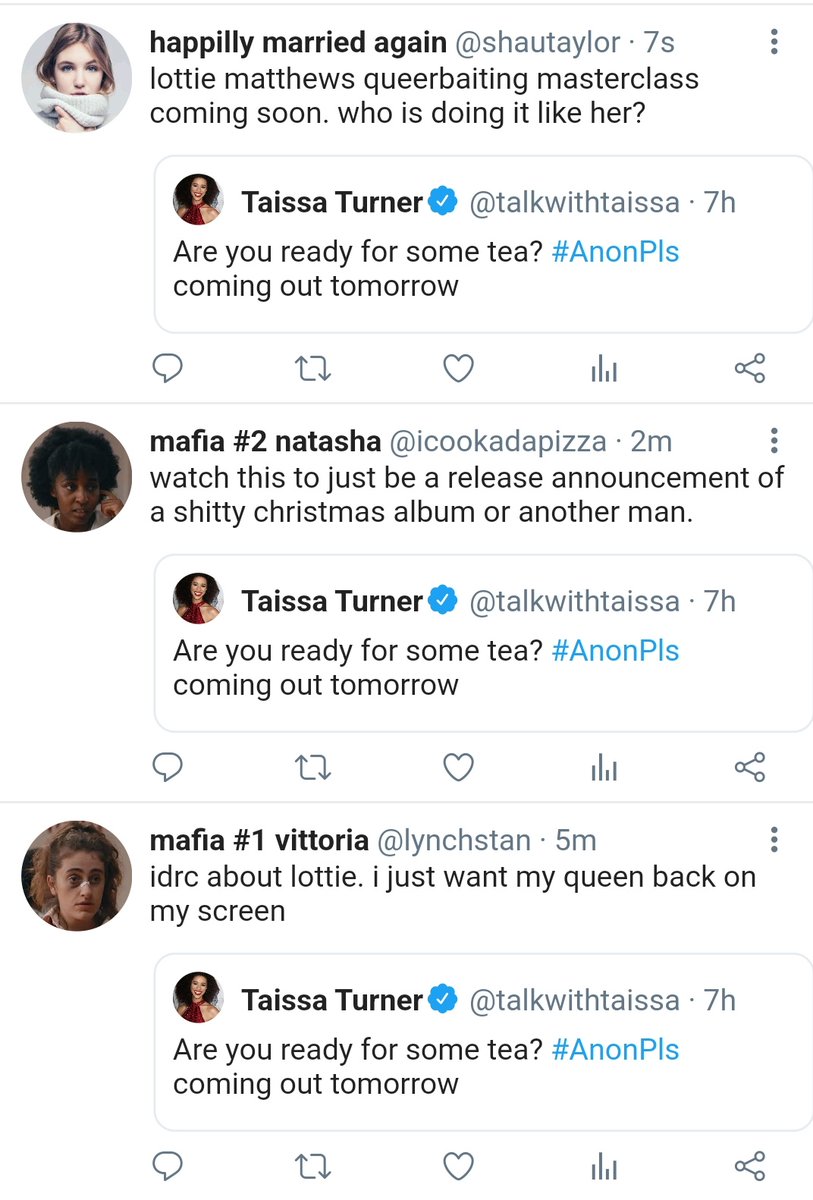 happilly married again @shautaylor · 7s
lottie matthews queerbaiting masterclass
coming soon. who is doing it like her?
Taissa Turner @talkwithtaissa · 7h
Are you ready for some tea? #AnonPls
coming out tomorrow
mafia #2 natasha @icookadapizza · 2m
watch this to just be a release announcement of
a shitty christmas album or another man.
Taissa Turner @talkwithtaissa · 7h
Are you ready for some tea? #AnonPls
coming out tomorrow
mafia #1 vittoria @lynchstan · 5m
idrc about lottie. i just want my queen back on
my screen
Taissa Turner @talkwithtaissa · 7h
Are you ready for some tea? #AnonPls
coming out tomorrow